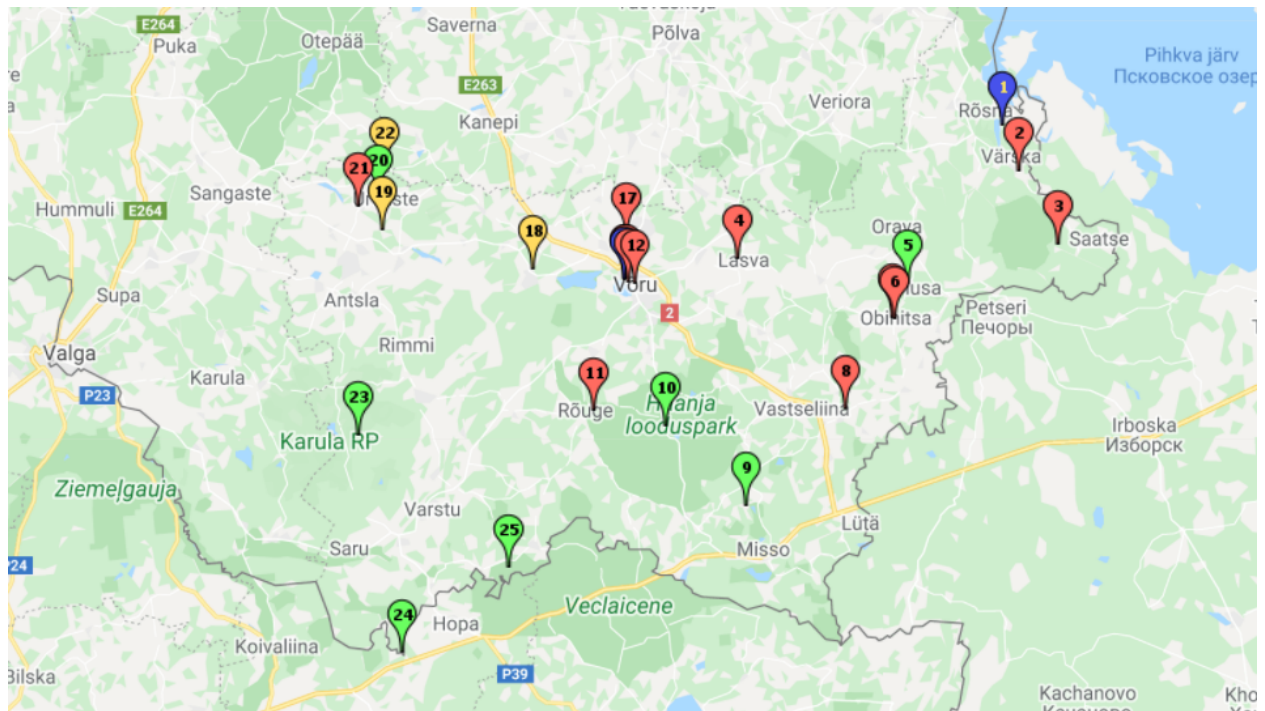 E264
Saverna
Puka
Otepää
Põlva
Pihkva järv
Псковское озер
E263
Kanepi
Veriora
1
Rõsna
22
20
21
2
Värska
Sangaste
19
17
3
Hummuli
E264
18
4
Orava
Saatse
12
5
Lasva
Võru
6
Obinitsa
Supa
Antsla
Petseri
Печоры
2
Rimmi
Valga
Karula
11
10
8
P23
23
Rõuge
Vastseliina
looduspark
Karula RP
Irboska
Изборск
9
Ziemeļgauja
Varstu
25
Lütä
Saru
Misso
24
Veclaicene
Hopa
Koivaliina
P39
Bilska
Kachanovo
Kho